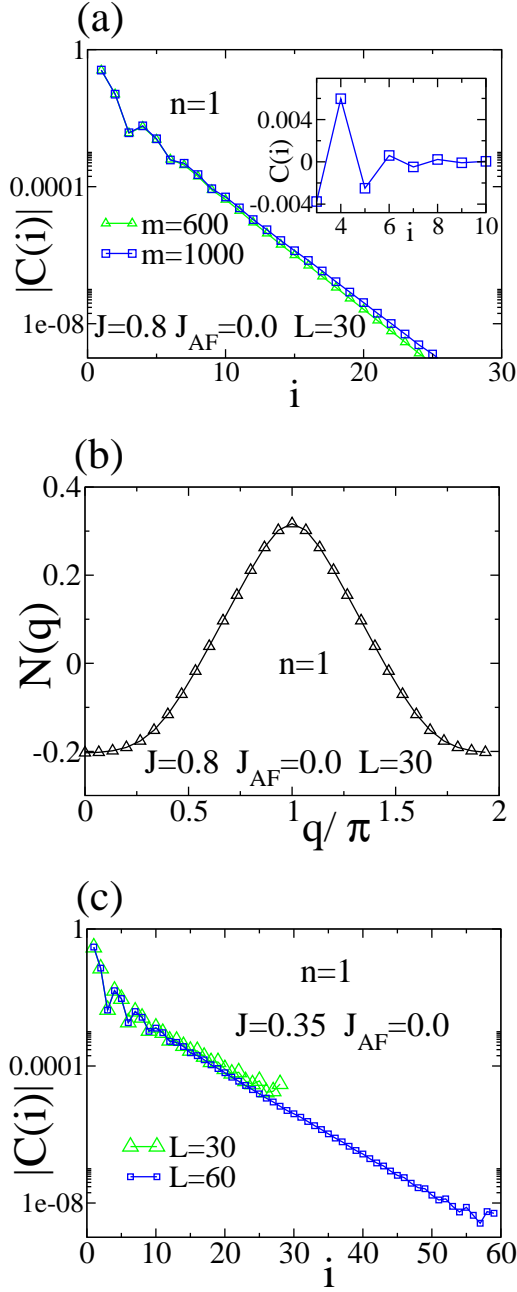 (a)
1
0.0001
1e-08
|C(i)|
n=1
m=600
m=1000
J=0.8 J_AF=0.0 L=30
0.004
0
-0.004
C(i)
4 6 8 10
i
0 10 20 30
i
(b)
0.4
0.2
0
-0.2
N(q)
n=1
J=0.8 J_AF=0.0 L=30
0 0.5 1 1.5 2
q/π
(c)
1
0.0001
1e-08
|C(i)|
n=1
J=0.35 J_AF=0.0
L=30
L=60
0 10 20 30 40 50 60
i